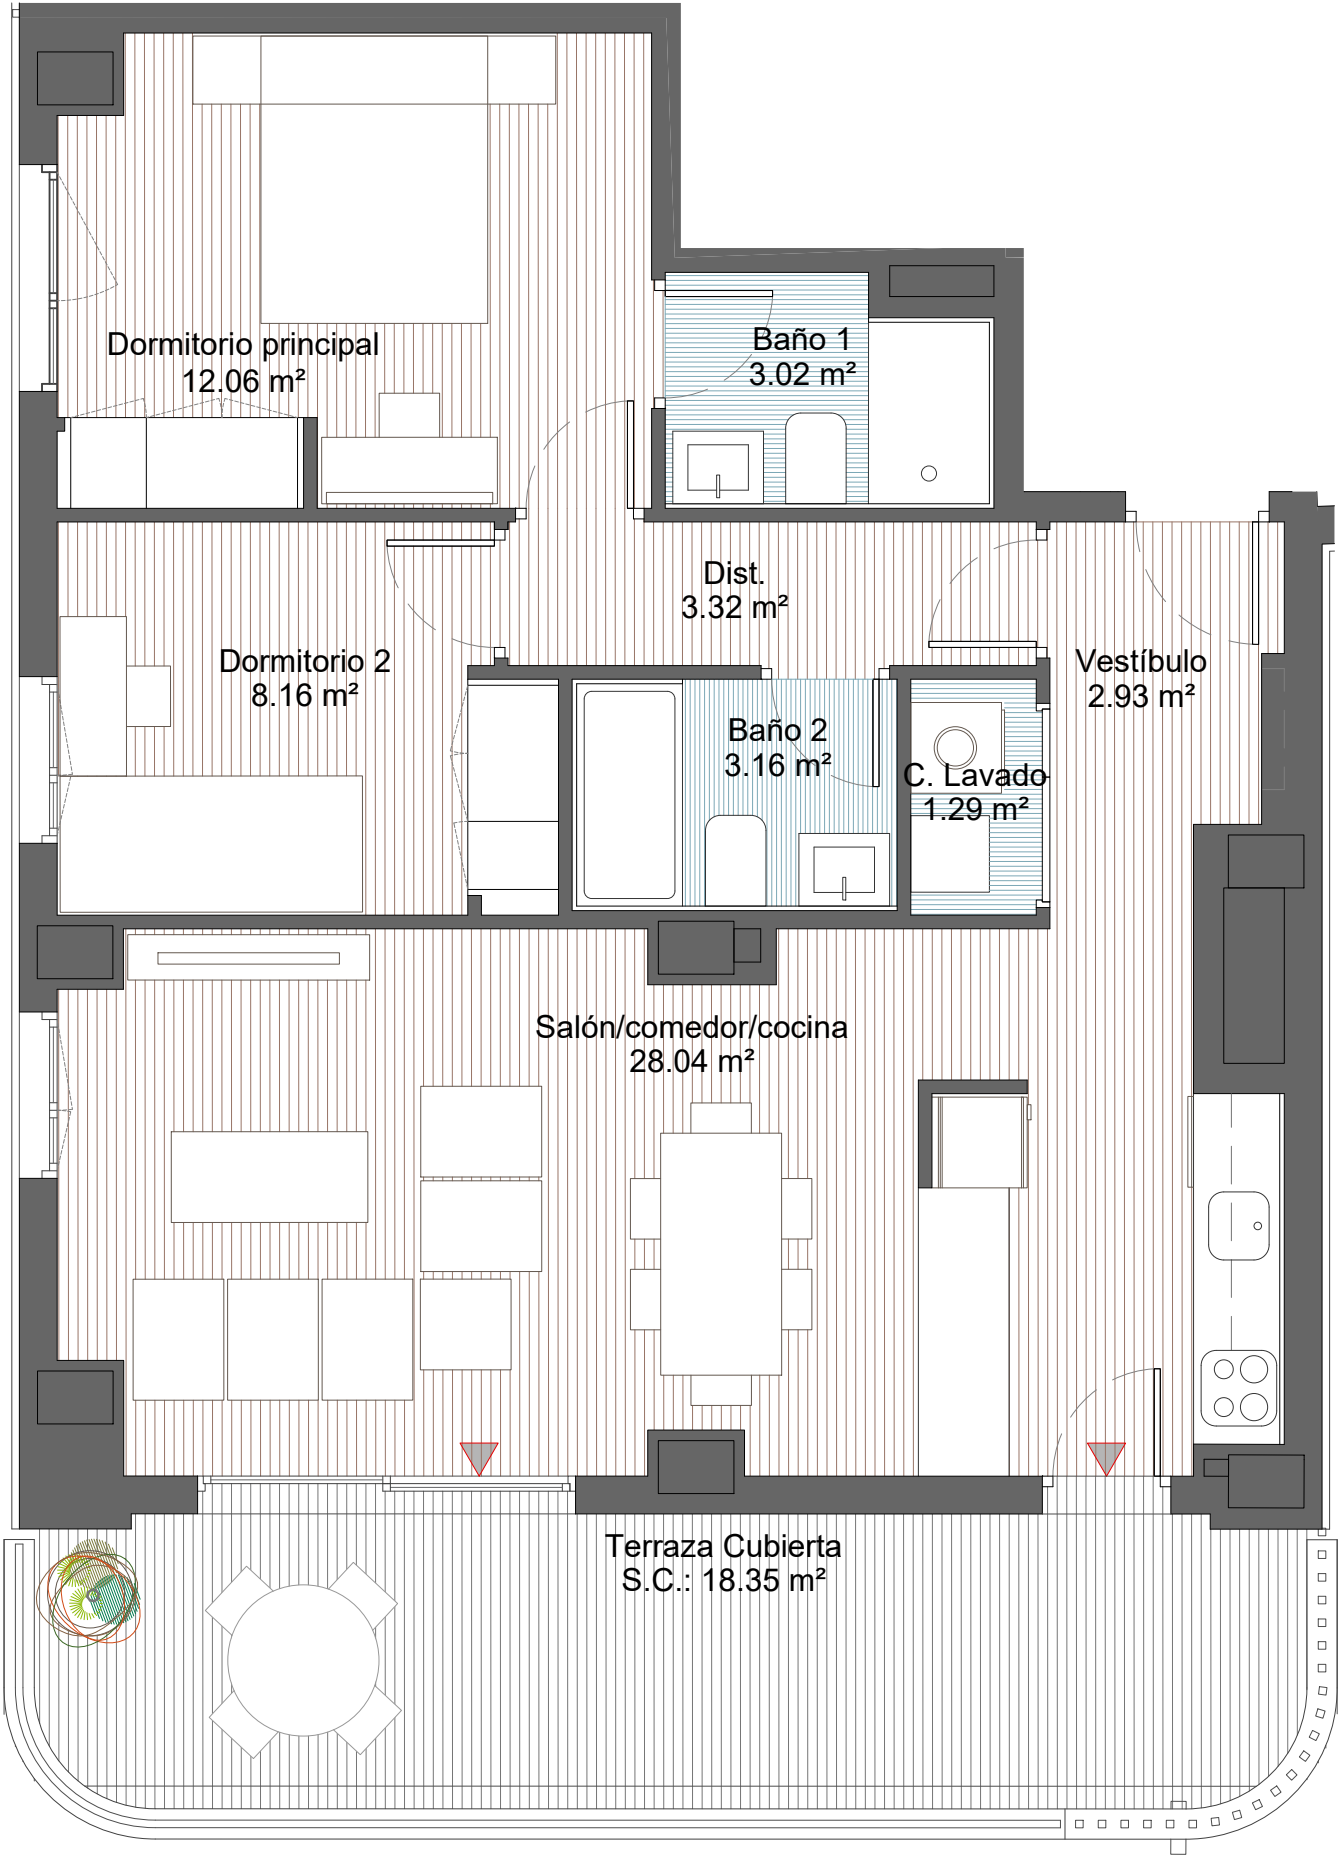 Dormitorio principal
12.06 m²
Baño 1
3.02 m²
Dist.
3.32 m²
Dormitorio 2
8.16 m²
Vestíbulo
2.93 m²
Baño 2
3.16 m²
C. Lavado
1.29 m²
Salón/comedor/cocina
28.04 m²
Terraza Cubierta
S.C.: 18.35 m²